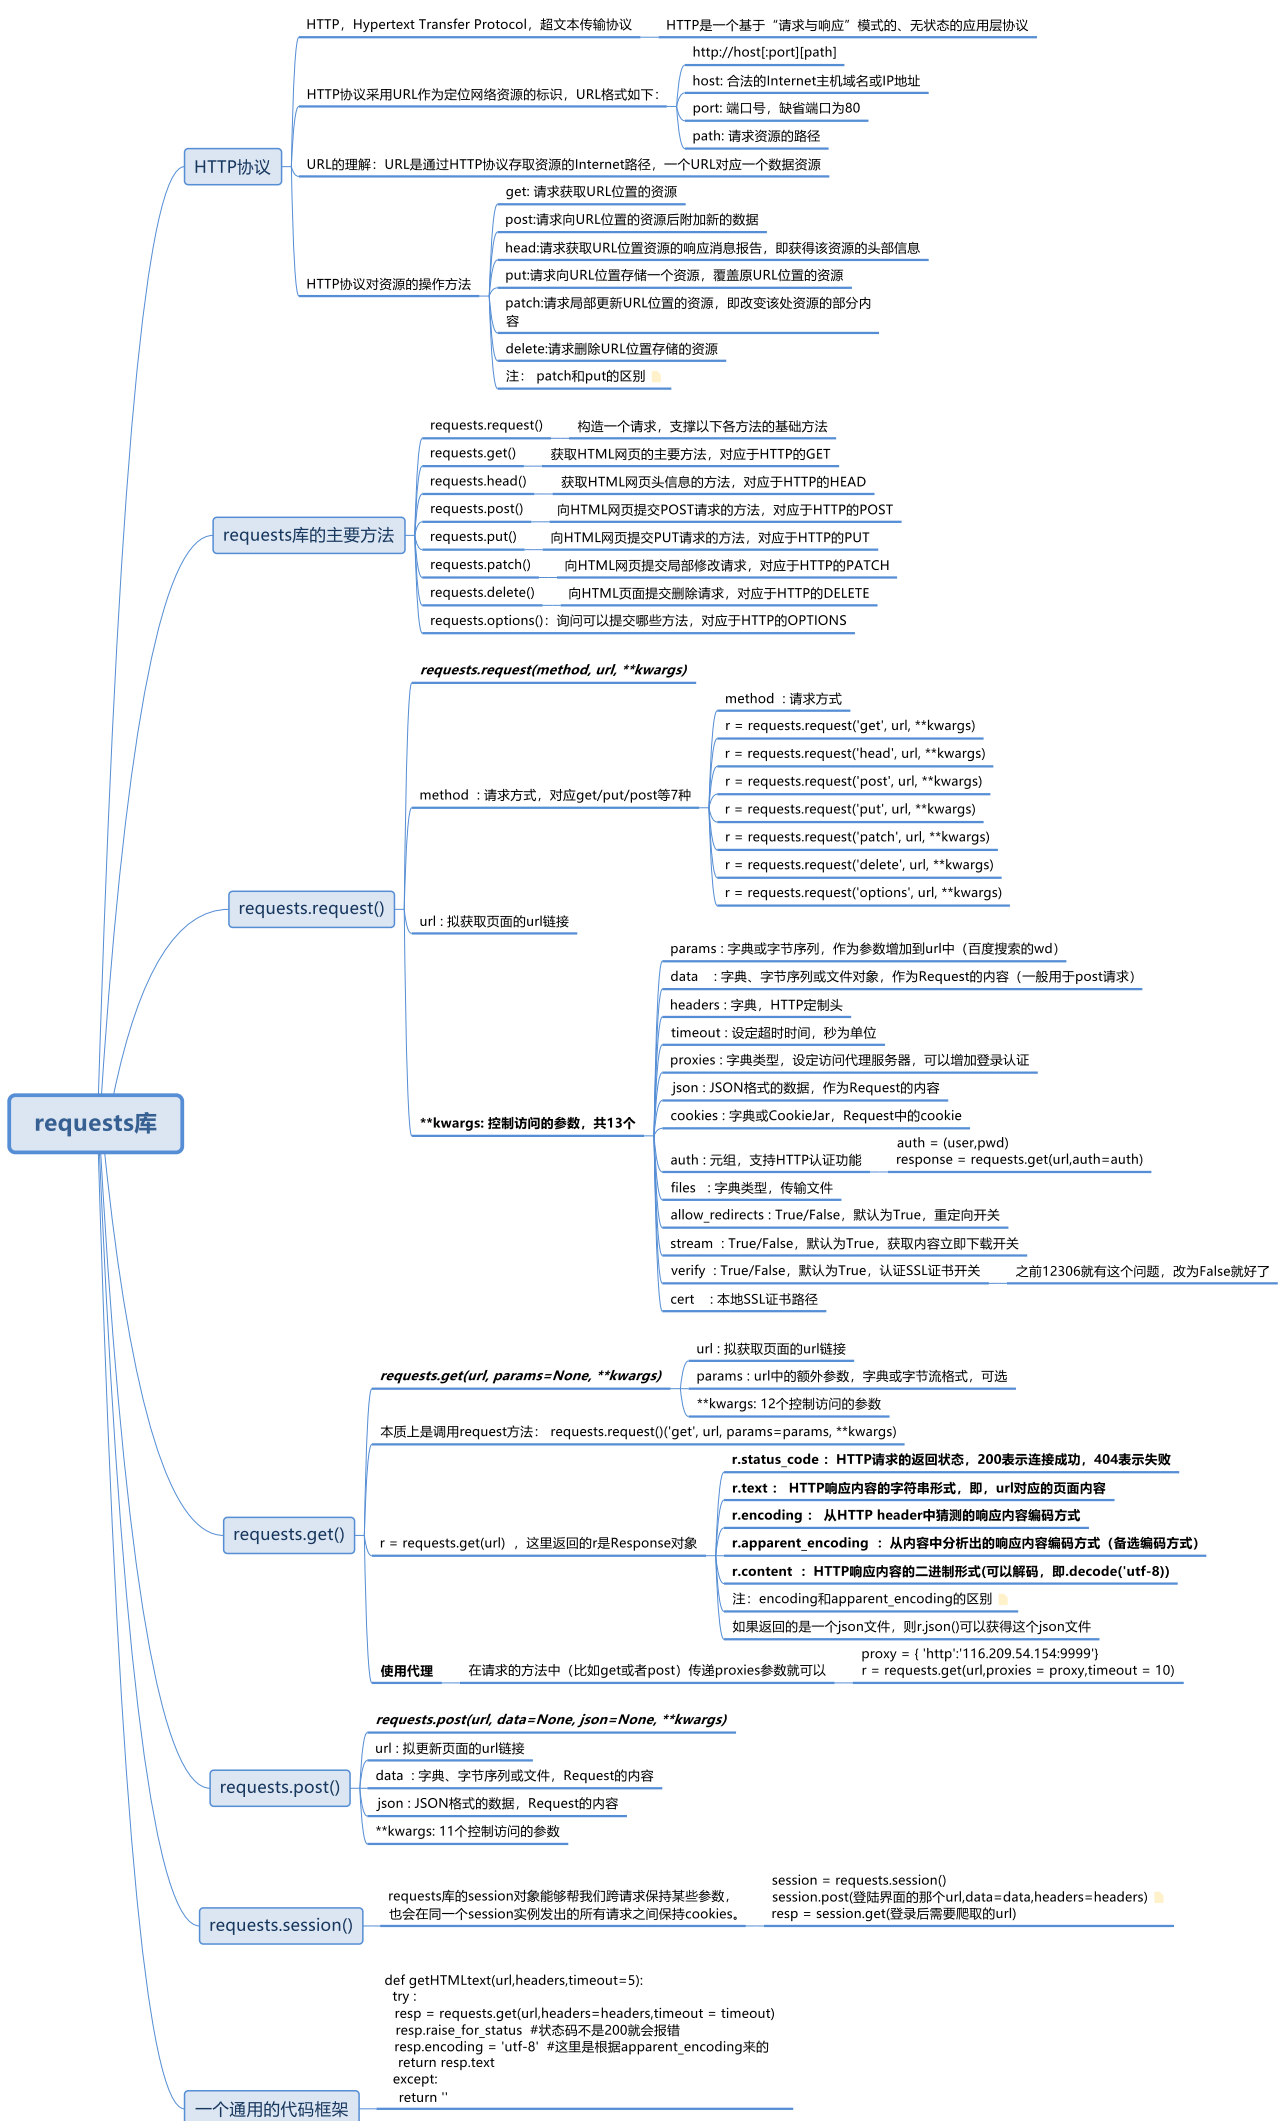 requests库
HTTP协议
HTTP，Hypertext Transfer Protocol，超文本传输协议
HTTP是一个基于“请求与响应”模式的、无状态的应用层协议
HTTP协议采用URL作为定位网络资源的标识，URL格式如下：
http://host[:port][path]
host: 合法的Internet主机域名或IP地址
port: 端口号，缺省端口为80
path: 请求资源的路径
URL的理解：URL是通过HTTP协议存取资源的Internet路径，一个URL对应一个数据资源
HTTP协议对资源的操作方法
get: 请求获取URL位置的资源
post:请求向URL位置的资源后附加新的数据
head:请求获取URL位置资源的响应消息报告，即获得该资源的头部信息
put:请求向URL位置存储一个资源，覆盖原URL位置的资源
patch:请求局部更新URL位置的资源，即改变该处资源的部分内
容
delete:请求删除URL位置存储的资源
注： patch和put的区别
requests库的主要方法
requests.request()
构造一个请求，支撑以下各方法的基础方法
requests.get()
获取HTML网页的主要方法，对应于HTTP的GET
requests.head()
获取HTML网页头信息的方法，对应于HTTP的HEAD
requests.post()
向HTML网页提交POST请求的方法，对应于HTTP的POST
requests.put()
向HTML网页提交PUT请求的方法，对应于HTTP的PUT
requests.patch()
向HTML网页提交局部修改请求，对应于HTTP的PATCH
requests.delete()
向HTML页面提交删除请求，对应于HTTP的DELETE
requests.options()：询问可以提交哪些方法，对应于HTTP的OPTIONS
requests.request()
requests.request(method, url, **kwargs)
method  : 请求方式，对应get/put/post等7种
method  : 请求方式
r = requests.request('get', url, **kwargs)
r = requests.request('head', url, **kwargs)
r = requests.request('post', url, **kwargs)
r = requests.request('put', url, **kwargs)
r = requests.request('patch', url, **kwargs)
r = requests.request('delete', url, **kwargs)
r = requests.request('options', url, **kwargs)
url : 拟获取页面的url链接
**kwargs: 控制访问的参数，共13个
params : 字典或字节序列，作为参数增加到url中（百度搜索的wd）
data    : 字典、字节序列或文件对象，作为Request的内容（一般用于post请求）
headers : 字典，HTTP定制头
timeout : 设定超时时间，秒为单位
proxies : 字典类型，设定访问代理服务器，可以增加登录认证
json : JSON格式的数据，作为Request的内容
cookies : 字典或CookieJar，Request中的cookie
auth : 元组，支持HTTP认证功能
auth = (user,pwd)
response = requests.get(url,auth=auth)
files   : 字典类型，传输文件
allow_redirects : True/False，默认为True，重定向开关
stream  : True/False，默认为True，获取内容立即下载开关
verify  : True/False，默认为True，认证SSL证书开关
之前12306就有这个问题，改为False就好了
cert    : 本地SSL证书路径
requests.get()
requests.get(url, params=None, **kwargs)
url : 拟获取页面的url链接
params : url中的额外参数，字典或字节流格式，可选
**kwargs: 12个控制访问的参数
本质上是调用request方法： requests.request()('get', url, params=params, **kwargs)
r = requests.get(url) ，这里返回的r是Response对象
r.status_code ：HTTP请求的返回状态，200表示连接成功，404表示失败
r.text ： HTTP响应内容的字符串形式，即，url对应的页面内容
r.encoding ： 从HTTP header中猜测的响应内容编码方式
r.apparent_encoding ：从内容中分析出的响应内容编码方式（备选编码方式）
r.content ：HTTP响应内容的二进制形式(可以解码，即.decode('utf-8))
注：encoding和apparent_encoding的区别
如果返回的是一个json文件，则r.json()可以获得这个json文件
使用代理
在请求的方法中（比如get或者post）传递proxies参数就可以
proxy = { 'http':'116.209.54.154:9999'}
r = requests.get(url,proxies = proxy,timeout = 10)
requests.post()
requests.post(url, data=None, json=None, **kwargs)
url : 拟更新页面的url链接
data  : 字典、字节序列或文件，Request的内容
json : JSON格式的数据，Request的内容
**kwargs: 11个控制访问的参数
requests.session()
requests库的session对象能够帮我们跨请求保持某些参数，
也会在同一个session实例发出的所有请求之间保持cookies。
session = requests.session()
session.post(登陆界面的那个url,data=data,headers=headers)
resp = session.get(登录后需要爬取的url)
一个通用的代码框架
def getHTMLtext(url,headers,timeout=5):
try :
resp = requests.get(url,headers=headers,timeout = timeout)
resp.raise_for_status  #状态码不是200就会报错
resp.encoding = 'utf-8'  #这里是根据apparent_encoding来的
return resp.text
except:
return ''